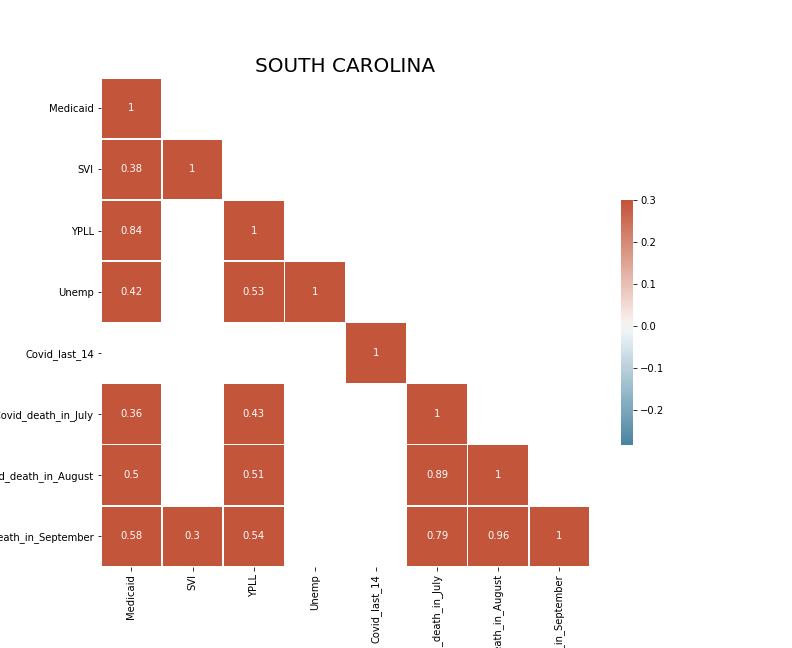 SOUTH CAROLINA
Medicaid 1
SVI 0.38 1
YPLL 0.84 1
Unemp 0.42 0.53 1
Covid_last_14 1
ovid_death_in_July 0.36 0.43 1
d_death_in_August 0.5 0.51 0.89 1
eath_in_September 0.58 0.3 0.54 0.79 0.96 1
Medicaid
SVI
YPLL
Unemp
Covid_last_14
_death_in_July
eath_in_August
_in_September
0.3
0.2
0.1
0.0
−0.1
−0.2